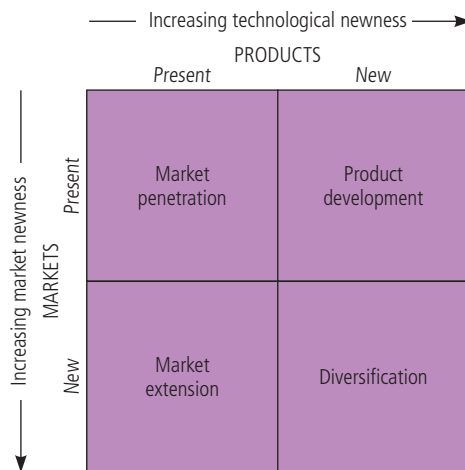 Increasing technological newness
PRODUCTS
Present New
Increasing market newness
MARKETS
Present
Market
penetration
Product
development
New
Market
extension
Diversification